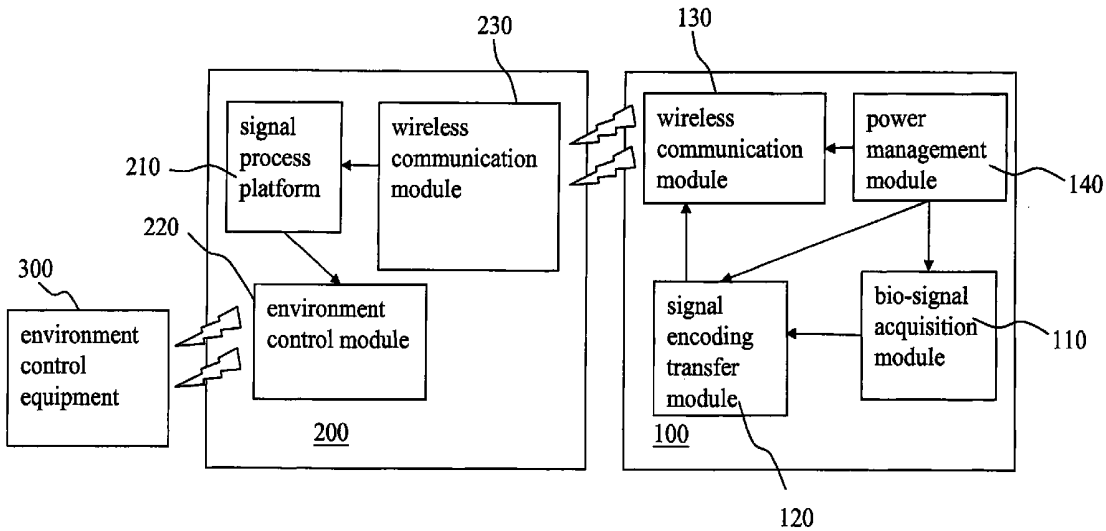 230
130
signal
process
platform
210
wireless
communication
module
wireless
communication
module
power
management
module
140
220
300
environment
control
equipment
environment
control module
signal
encoding
transfer
module
bio-signal
acquisition
module
110
200
100
120